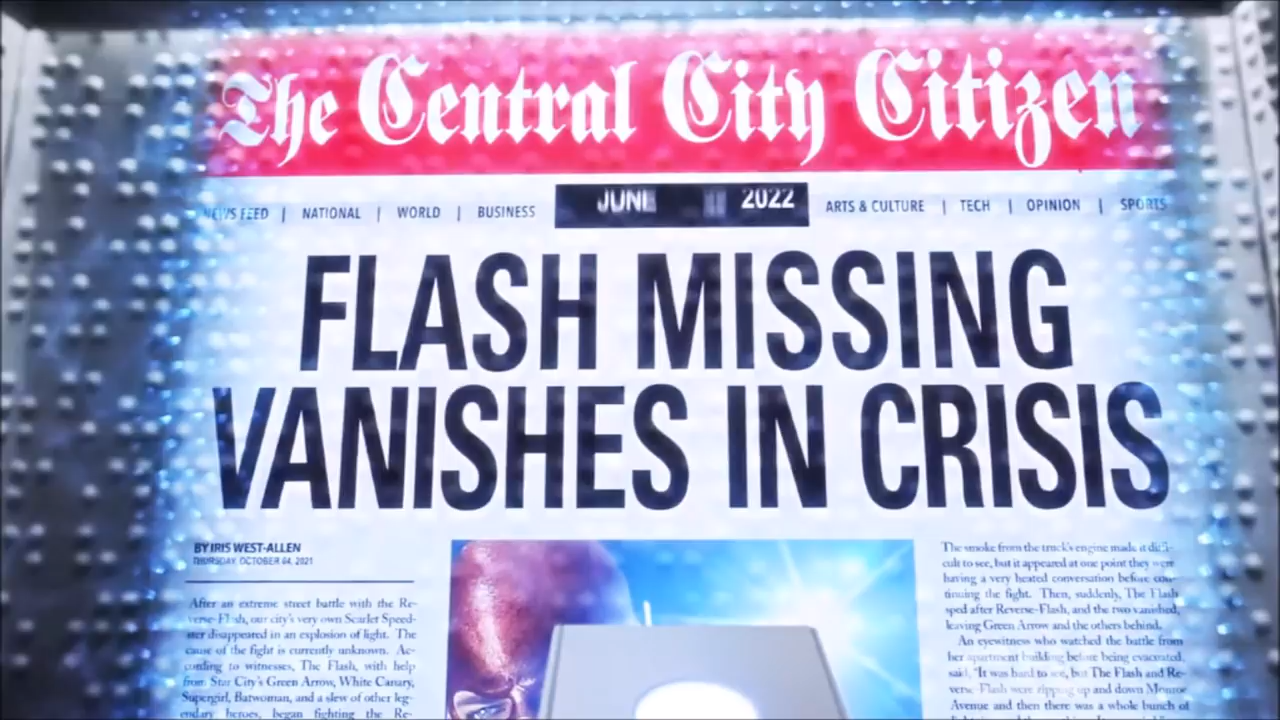 The Central City Citizen
NEWS FEED | NATIONAL | WORLD | BUSINESS JUNE 2022 ARTS & CULTURE | TECH | OPINION | SPORTS
FLASH MISSING
VANISHES IN CRISIS
BY IRIS WEST-ALLEN
THURSDAY, OCTOBER 04, 2021
After an extreme street battle with the Re-
verse-Flash, our city's very own Scarlet Speed-
ster disappeared in an explosion of light. The
cause of the fight is currently unknown. Ac-
cording to witnesses, The Flash, with help
from Star City's Green Arrow, White Canary,
Supergirl, Batwoman, and a slew of other leg-
endary heroes, began fighting the Re-
The smoke from the truck's engine made it diffi-
cult to see, but it appeared at one point they were
having a very heated conversation before con-
tinuing the fight. Then, suddenly, The Flash
sped after Reverse-Flash, and the two vanished,
leaving Green Arrow and the others behind.
An eyewitness who watched the battle from
her apartment building before being evacuated,
said, "It was hard to see, but The Flash and Re-
verse-Flash were ripping up and down Monroe
Avenue and then there was a whole bunch of